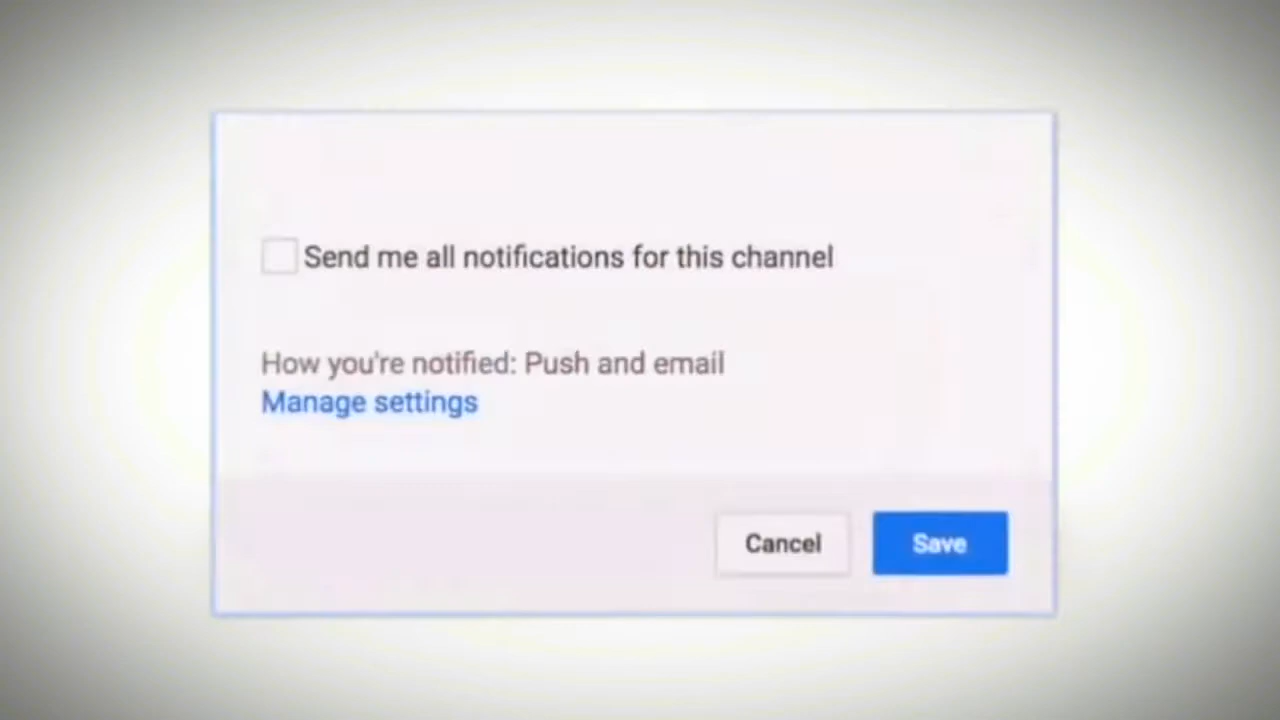 Send me all notifications for this channel
How you're notified: Push and email
Manage settings
Cancel
Save